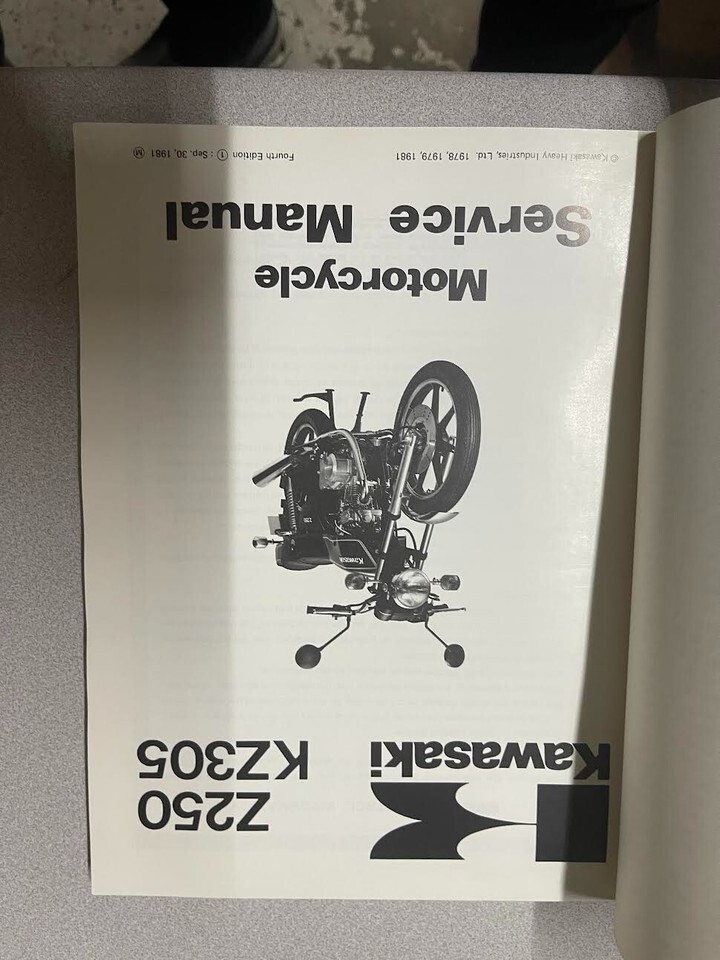 Z250
Kawasaki KZ305
Kawasaki
Motorcycle
Service Manual
© Kawasaki Heavy Industries, Ltd. 1978, 1979, 1981 Fourth Edition ① : Sep. 30, 1981 Ⓜ